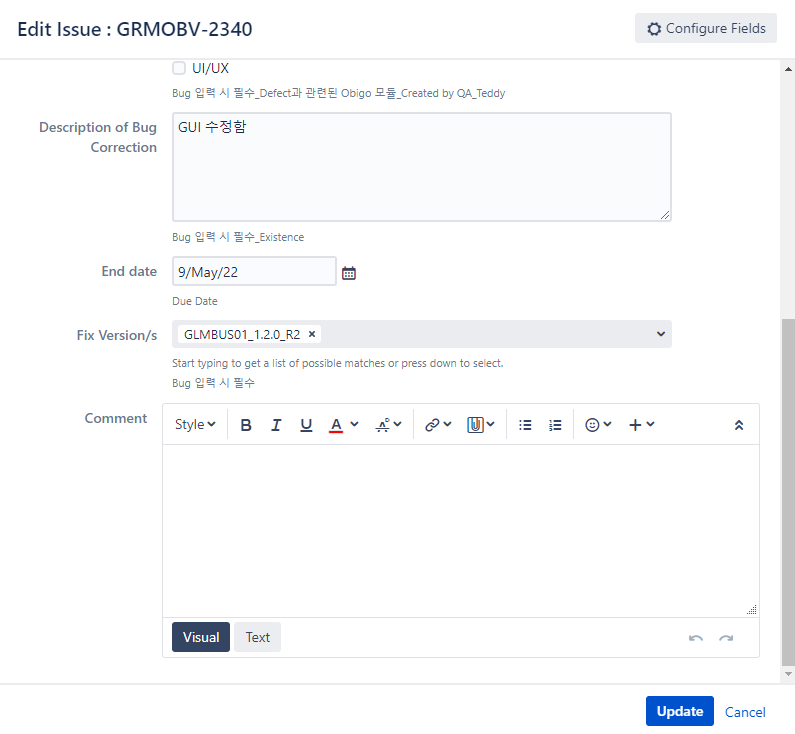 Edit Issue : GRMOBV-2340
Configure Fields
UI/UX
Bug 입력 시 필수_Defect과 관련된 Obigo 모듈_Created by QA_Teddy
Description of Bug
Correction
GUI 수정함
Bug 입력 시 필수_Existence
End date
9/May/22
Due Date
Fix Version/s
GLMBUS01_1.2.0_R2
Start typing to get a list of possible matches or press down to select.
Bug 입력 시 필수
Comment
Style
Visual
Text
Update
Cancel